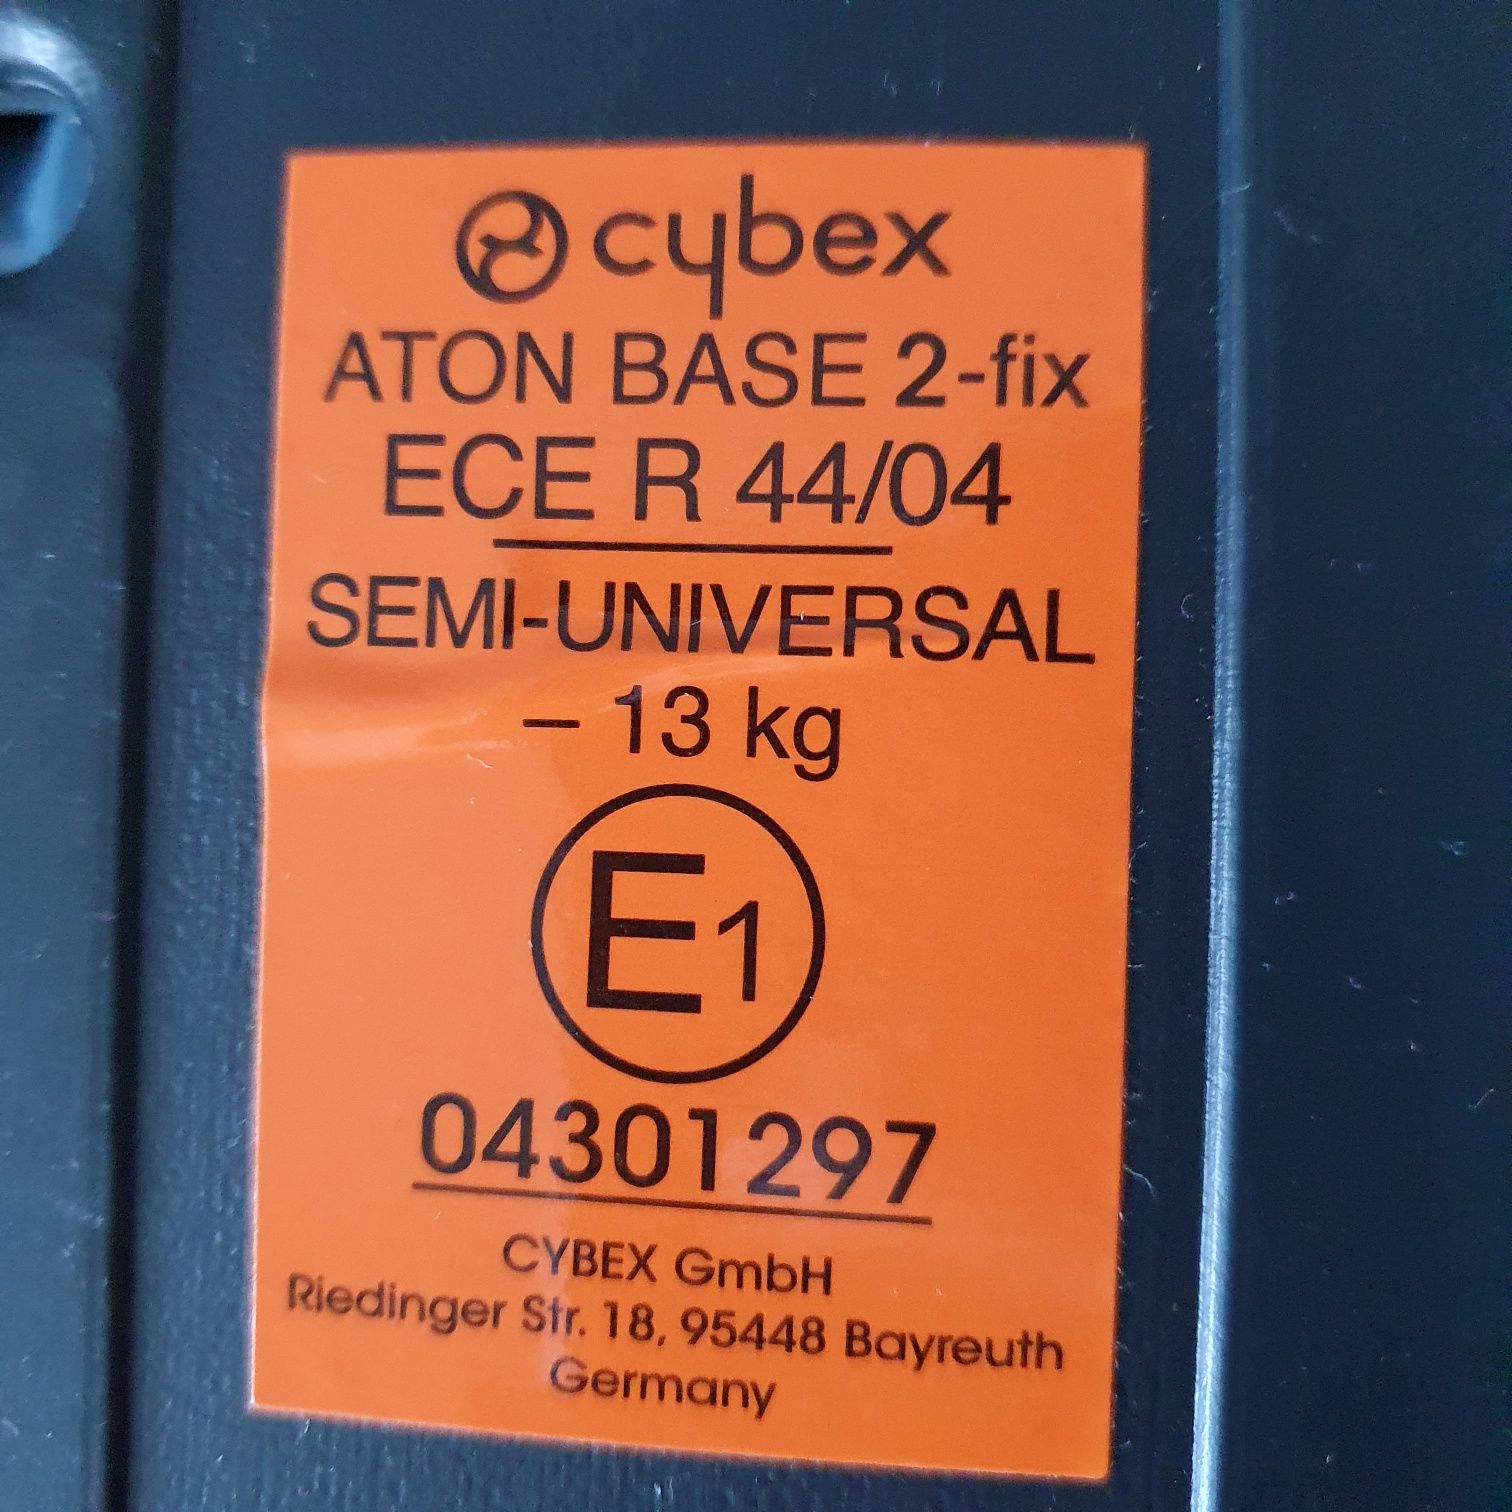 cybex
ATON BASE 2-fix
ECE R 44/04
SEMI-UNIVERSAL
– 13 kg
E1
04301297
CYBEX GmbH
Riedinger Str. 18, 95448 Bayreuth
Germany